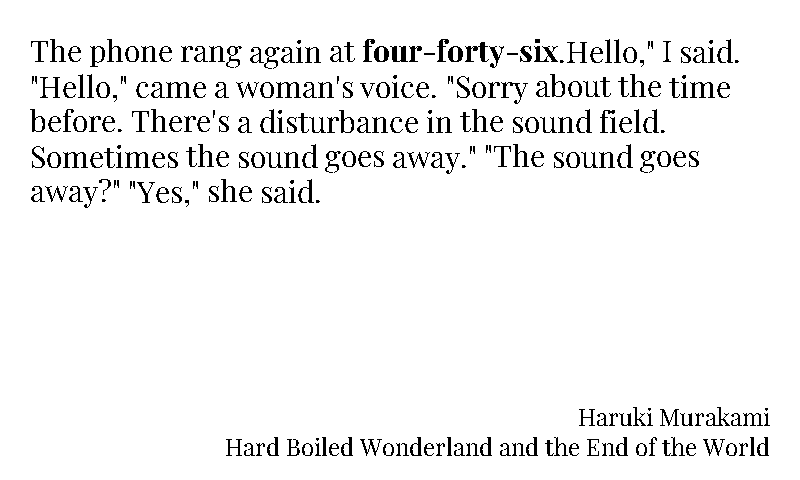 The phone rang again at four-forty-six.Hello," I said.
"Hello," came a woman's voice. "Sorry about the time
before. There's a disturbance in the sound field.
Sometimes the sound goes away." "The sound goes
away?" "Yes," she said.
Haruki Murakami
Hard Boiled Wonderland and the End of the World